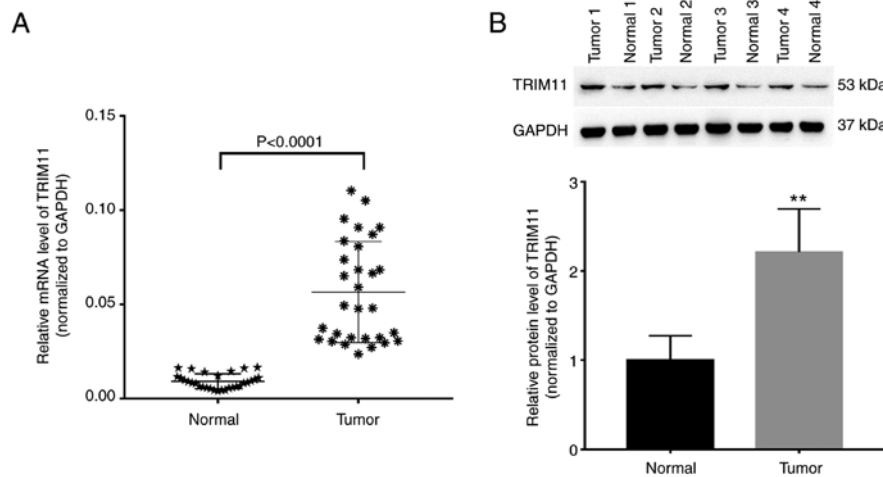 A
Relative mRNA level of TRIM11
(normalized to GAPDH)
0.15
0.10
0.05
0.00
P<0.0001
Normal
Tumor
B
Tumor 1
Normal 1
Tumor 2
Normal 2
Tumor 3
Normal 3
Tumor 4
Normal 4
TRIM11
53 kDa
GAPDH
37 kDa
Relative protein level of TRIM11
(normalized to GAPDH)
3
2
1
0
**
Normal
Tumor